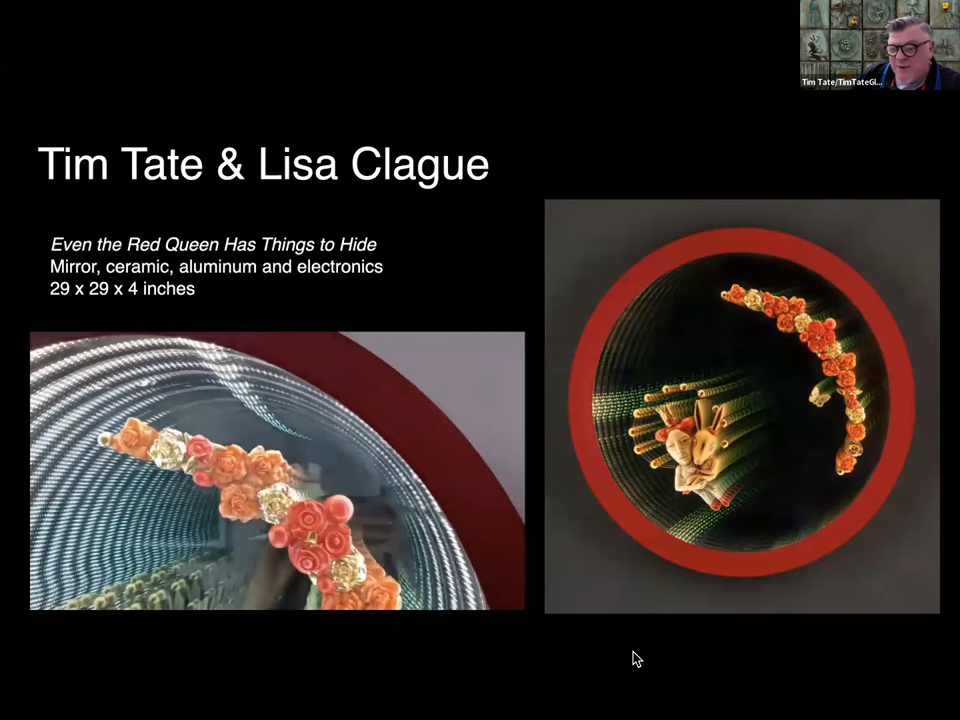 Tim Tate/TimTateGl...
Tim Tate & Lisa Clague
Even the Red Queen Has Things to Hide
Mirror, ceramic, aluminum and electronics
29 x 29 x 4 inches